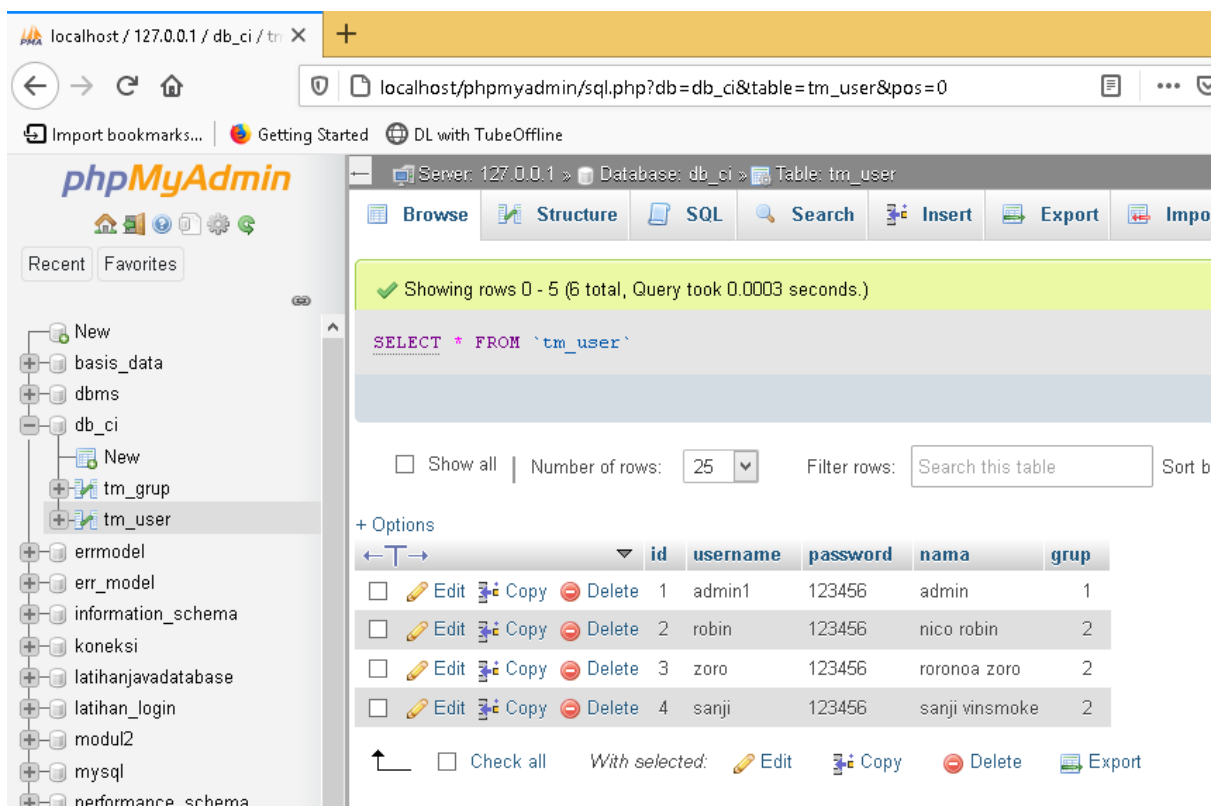 localhost / 127.0.0.1 / db_ci / tm
localhost/phpmyadmin/sql.php?db=db_ci&table=tm_user&pos=0
Import bookmarks... Getting Started DL with TubeOffline
phpMyAdmin
Recent Favorites
New
basis_data
dbms
db_ci
New
tm_grup
tm_user
errmodel
err_model
information_schema
koneksi
latihanjavadatabase
latihan_login
modul2
mysql
performance_schema
Server: 127.0.0.1 » Database: db_ci » Table: tm_user
Browse Structure SQL Search Insert Export Impo
Showing rows 0 - 5 (6 total, Query took 0.0003 seconds.)
SELECT * FROM `tm_user`
Show all | Number of rows: 25 Filter rows: Search this table Sort b
+ Options
←T→ id username password nama grup
Edit Copy Delete 1 admin1 123456 admin 1
Edit Copy Delete 2 robin 123456 nico robin 2
Edit Copy Delete 3 zoro 123456 roronoa zoro 2
Edit Copy Delete 4 sanji 123456 sanji vinsmoke 2
Check all With selected: Edit Copy Delete Export